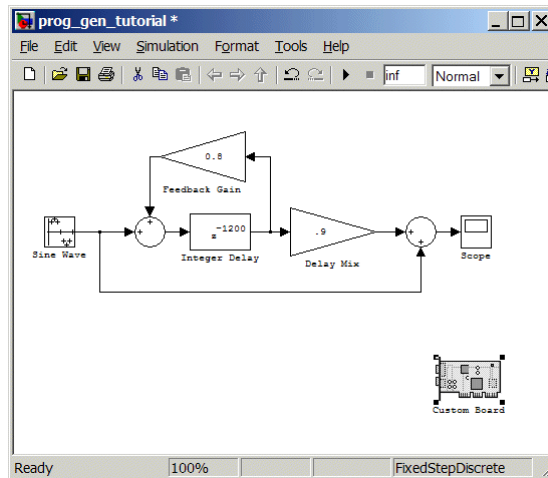 prog_gen_tutorial *
File Edit View Simulation Format Tools Help
inf Normal
0.8
Feedback Gain
+
+
z-1200
.9
+
+
Sine Wave
Integer Delay
Delay Mix
Scope
Custom Board
Ready 100% FixedStepDiscrete